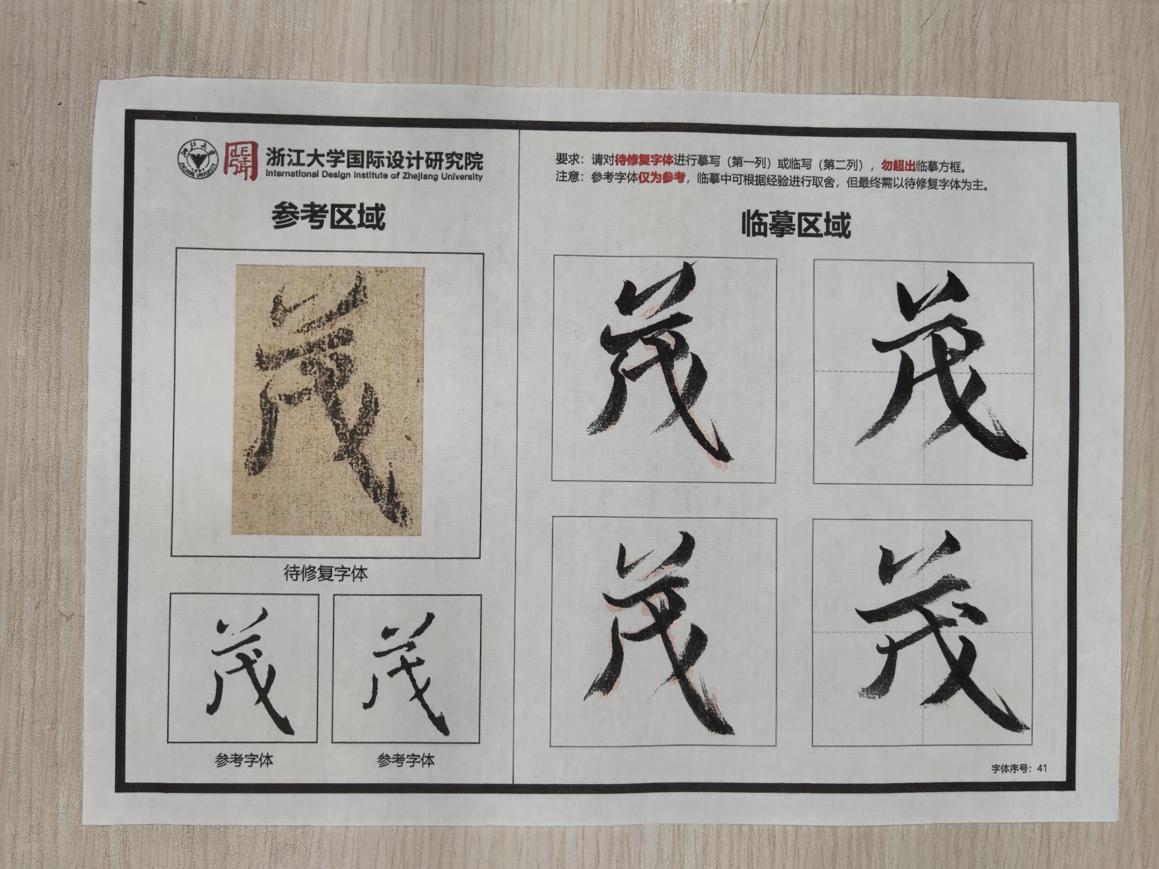 浙江大学国际设计研究院
International Design Institute of Zhejiang University
参考区域
茂
待修复字体
茂
茂
参考字体
参考字体
要求：请对待修复字体进行摹写（第一列）或临写（第二列），勿超出临摹方框。
注意：参考字体仅为参考，临摹中可根据经验进行取舍，但最终需以待修复字体为主。
临摹区域
茂
茂
茂
茂
字体序号：41